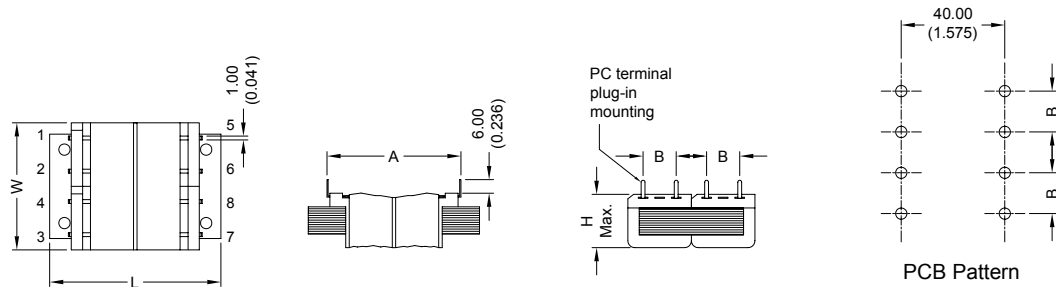 1
2
4
3
5
6
8
7
W
L
1.00
(0.041)
A
6.00
(0.236)
PC terminal
plug-in
mounting
B
B
H
Max.
40.00
(1.575)
B
B
PCB Pattern